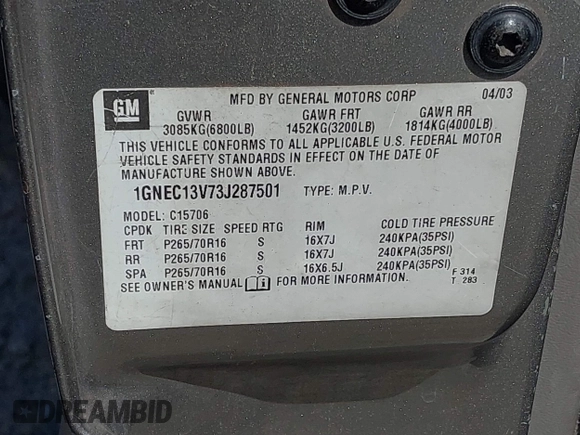 GM
MFD BY GENERAL MOTORS CORP 04/03
GVWR GAWR FRT GAWR RR
3085KG(6800LB) 1452KG(3200LB) 1814KG(4000LB)
THIS VEHICLE CONFORMS TO ALL APPLICABLE U.S. FEDERAL MOTOR
VEHICLE SAFETY STANDARDS IN EFFECT ON THE DATE OF
MANUFACTURE SHOWN ABOVE.
1GNEC13V73J287501 TYPE: M.P.V.
MODEL: C15706
CPDK TIRE SIZE SPEED RTG RIM COLD TIRE PRESSURE
FRT P265/70R16 S 16X7J 240KPA(35PSI)
RR P265/70R16 S 16X7J 240KPA(35PSI)
SPA P265/70R16 S 16X6.5J 240KPA(35PSI)
SEE OWNER'S MANUAL FOR MORE INFORMATION.
F 314
T 283
DREAMBID